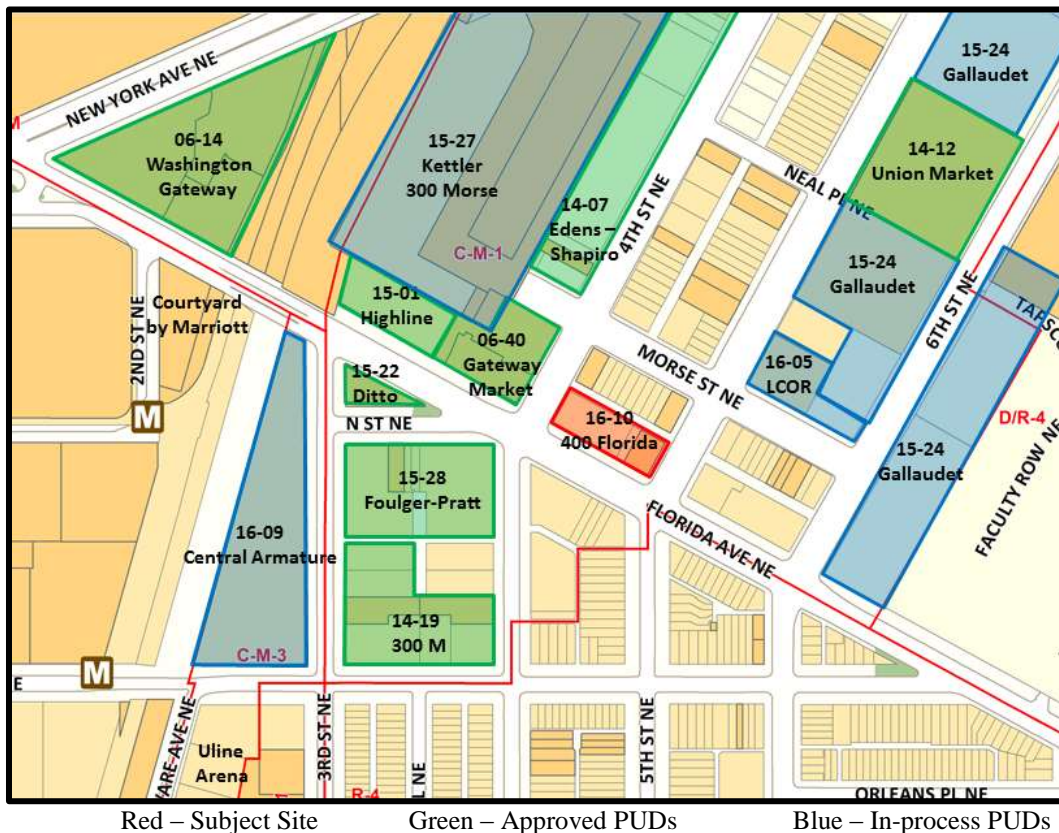 NEW YORK AVE NE
15-24
Gallaudet
06-14
Washington
Gateway
15-27
Kettler
300 Morse
14-12
Union Market
NEAL PL NE
14-07
Edens –
Shapiro
4TH ST NE
C-M-1
15-24
Gallaudet
6TH ST NE
15-01
Highline
Courtyard
by Marriott
2ND ST NE
06-40
Gateway
Market
MORSE ST NE
16-05
LCOR
15-22
Ditto
N ST NE
M
16-10
400 Florida
D/R-4
15-24
Gallaudet
FACULTY ROW NE
15-28
Foulger-Pratt
FLORIDA AVE NE
16-09
Central Armature
14-19
300 M
C-M-3
M
E
3RD ST NE
5TH ST NE
WARE AVE NE
Uline
Arena
R-4
L NE
ORLEANS PL NE
Red – Subject Site Green – Approved PUDs Blue – In-process PUDs